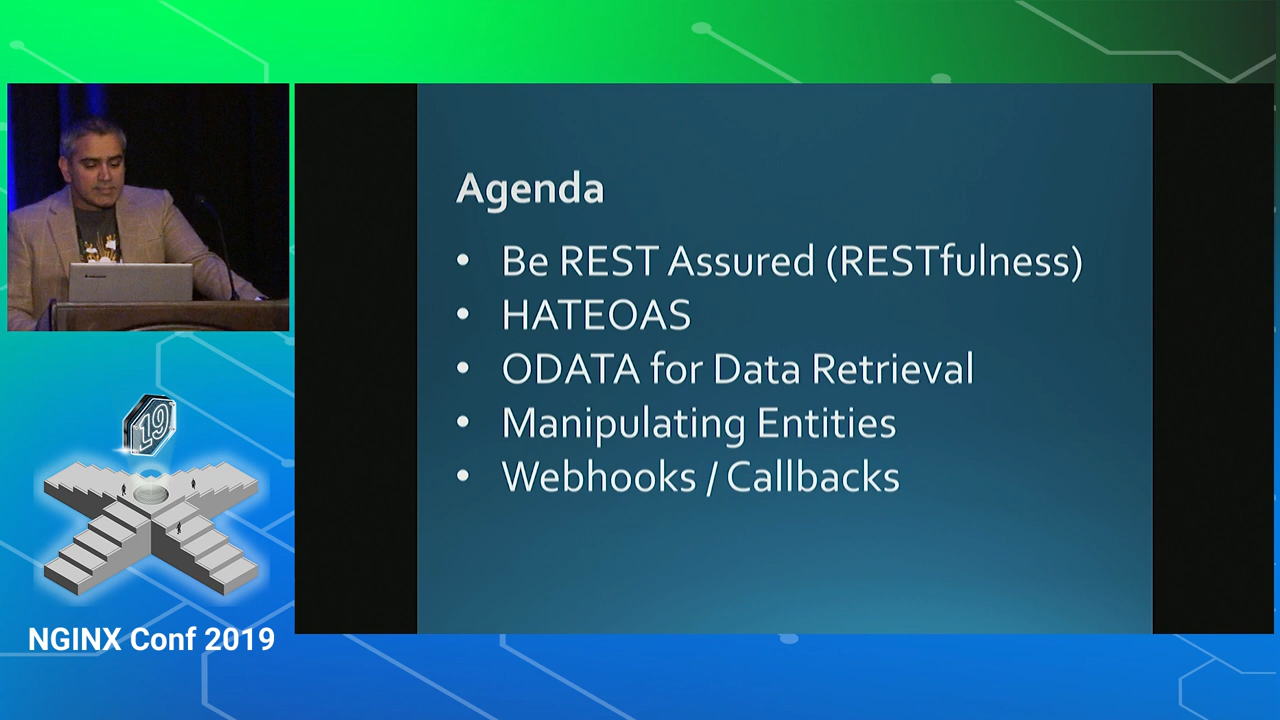 Agenda
• Be REST Assured (RESTfulness)
• HATEOAS
• ODATA for Data Retrieval
• Manipulating Entities
• Webhooks / Callbacks
19
NGINX Conf 2019